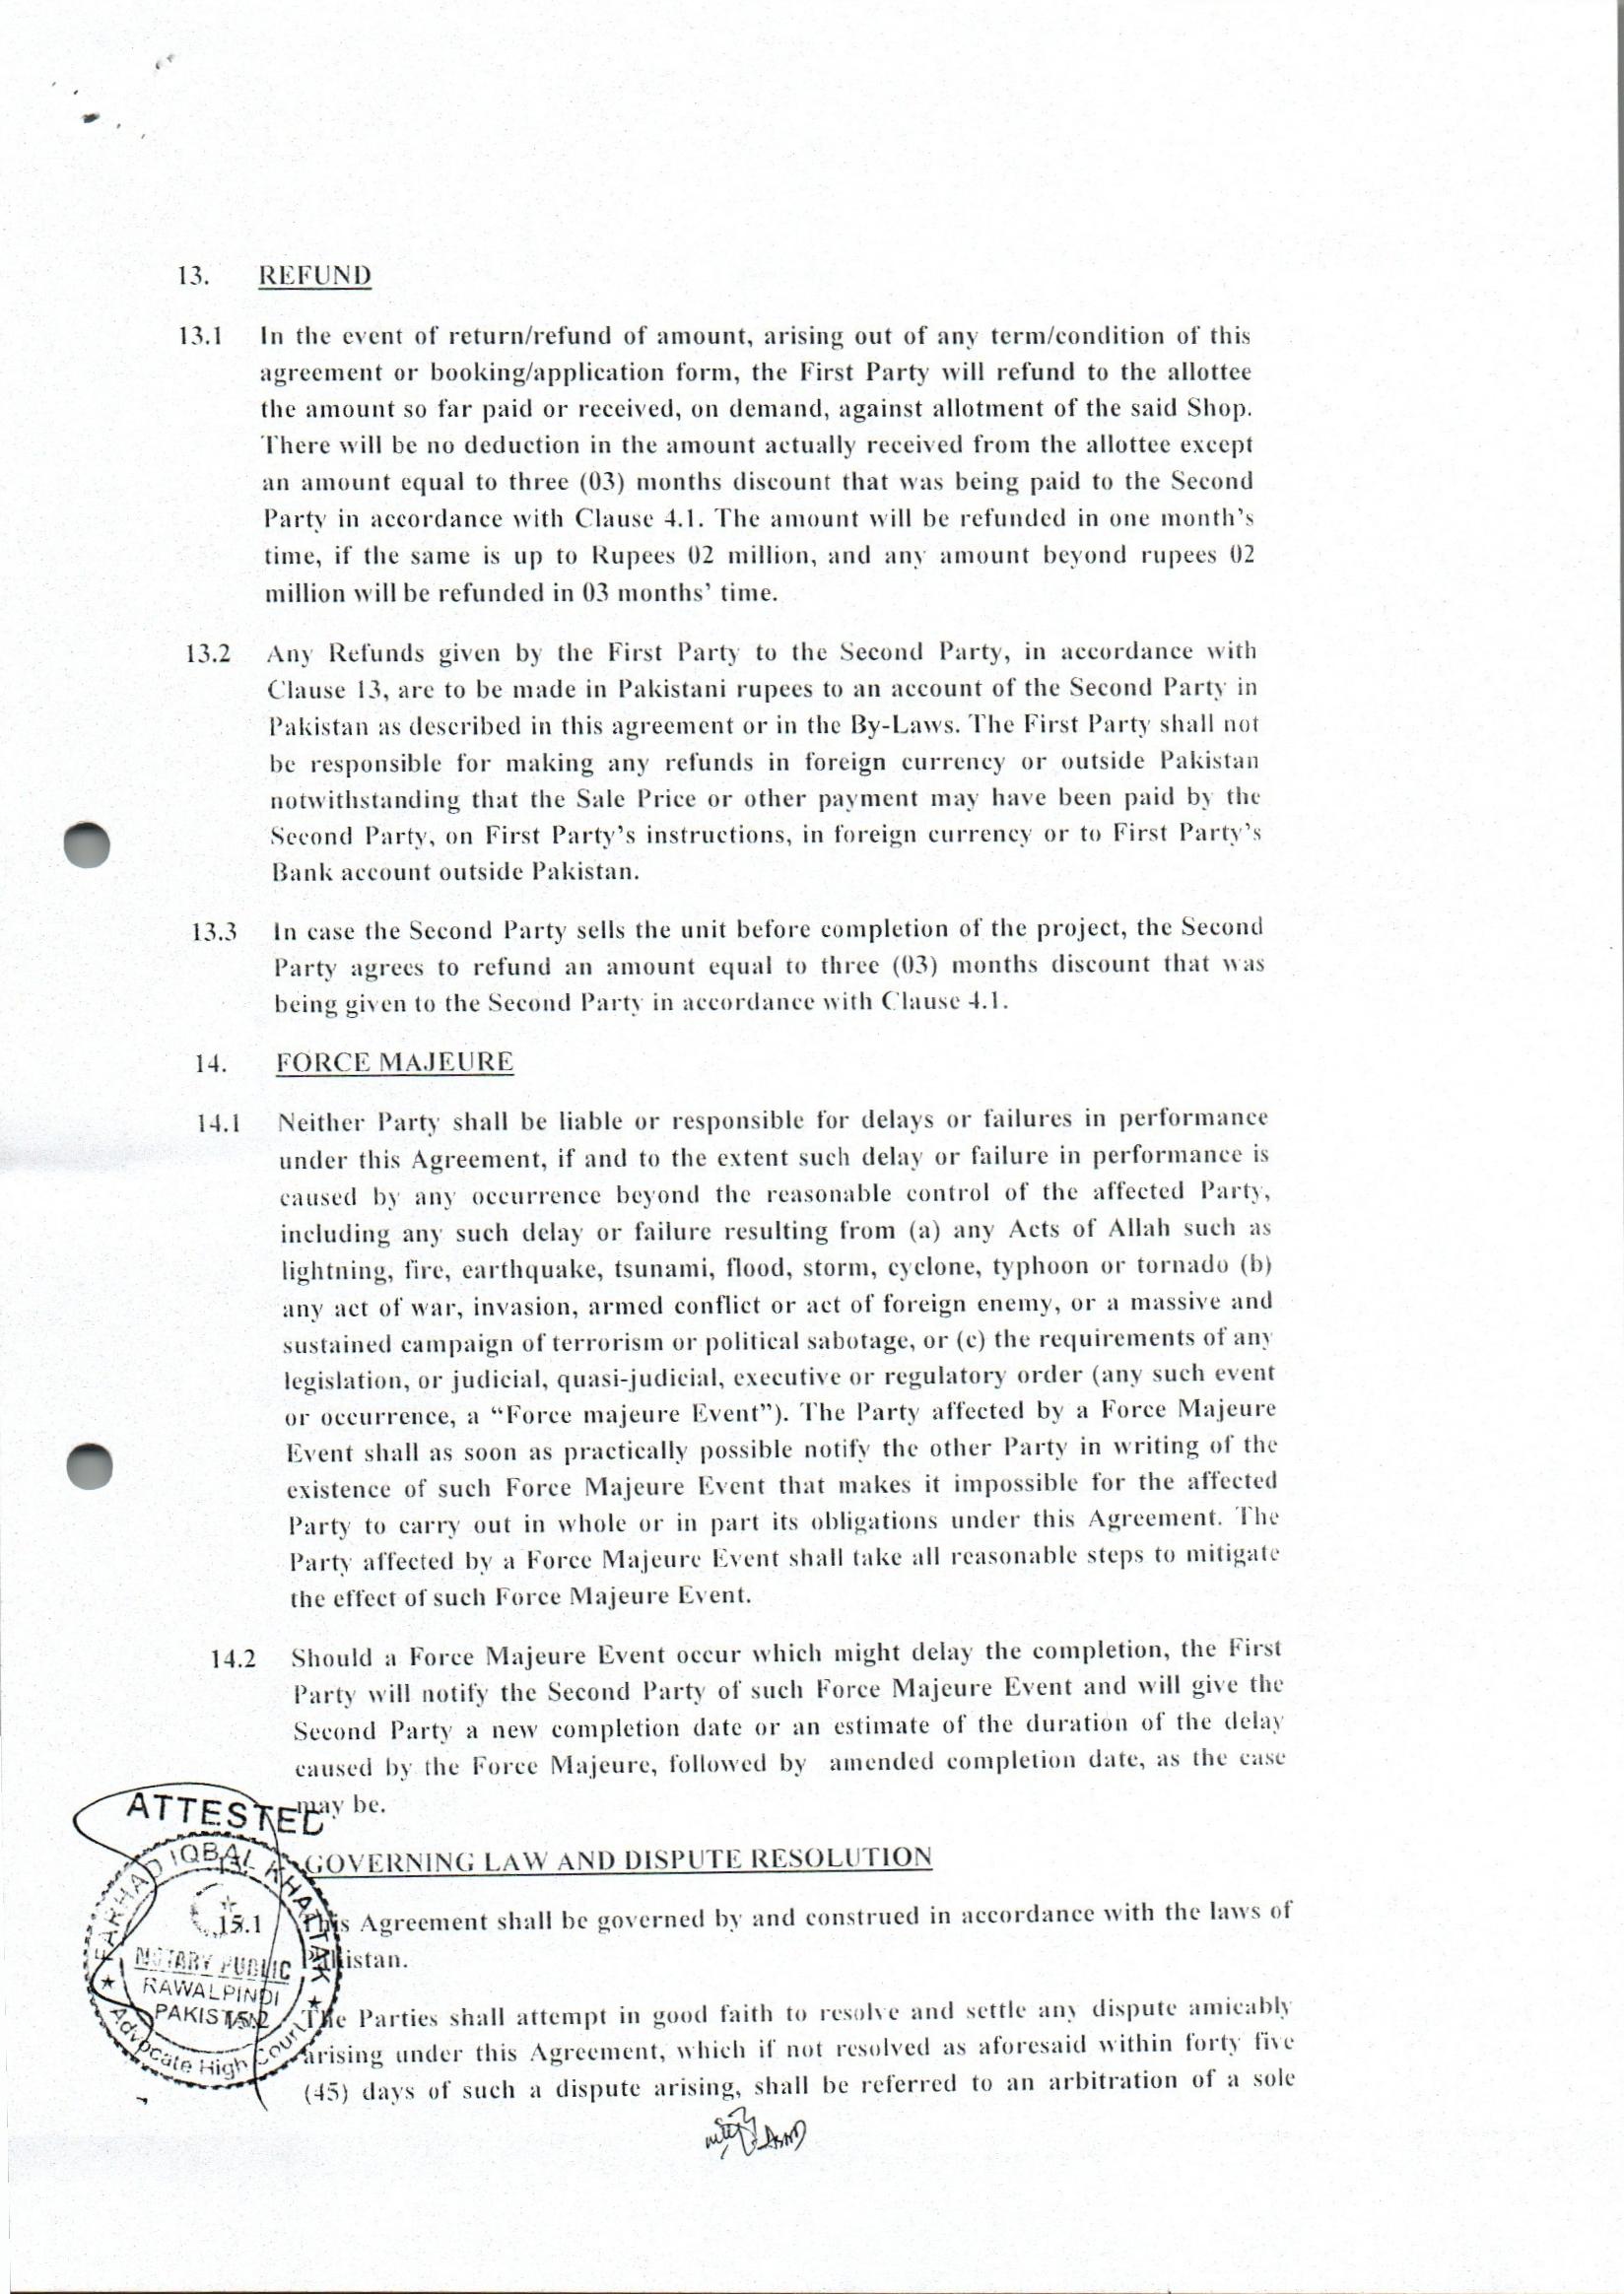 13. REFUND
13.1 In the event of return/refund of amount, arising out of any term/condition of this
agreement or booking/application form, the First Party will refund to the allottee
the amount so far paid or received, on demand, against allotment of the said Shop.
There will be no deduction in the amount actually received from the allottee except
an amount equal to three (03) months discount that was being paid to the Second
Party in accordance with Clause 4.1. The amount will be refunded in one month's
time, if the same is up to Rupees 02 million, and any amount beyond rupees 02
million will be refunded in 03 months' time.
13.2 Any Refunds given by the First Party to the Second Party, in accordance with
Clause 13, are to be made in Pakistani rupees to an account of the Second Party in
Pakistan as described in this agreement or in the By-Laws. The First Party shall not
be responsible for making any refunds in foreign currency or outside Pakistan
notwithstanding that the Sale Price or other payment may have been paid by the
Second Party, on First Party's instructions, in foreign currency or to First Party's
Bank account outside Pakistan.
13.3 In case the Second Party sells the unit before completion of the project, the Second
Party agrees to refund an amount equal to three (03) months discount that was
being given to the Second Party in accordance with Clause 4.1.
14. FORCE MAJEURE
14.1 Neither Party shall be liable or responsible for delays or failures in performance
under this Agreement, if and to the extent such delay or failure in performance is
caused by any occurrence beyond the reasonable control of the affected Party,
including any such delay or failure resulting from (a) any Acts of Allah such as
lightning, fire, earthquake, tsunami, flood, storm, cyclone, typhoon or tornado (b)
any act of war, invasion, armed conflict or act of foreign enemy, or a massive and
sustained campaign of terrorism or political sabotage, or (c) the requirements of any
legislation, or judicial, quasi-judicial, executive or regulatory order (any such event
or occurrence, a “Force majeure Event”). The Party affected by a Force Majeure
Event shall as soon as practically possible notify the other Party in writing of the
existence of such Force Majeure Event that makes it impossible for the affected
Party to carry out in whole or in part its obligations under this Agreement. The
Party affected by a Force Majeure Event shall take all reasonable steps to mitigate
the effect of such Force Majeure Event.
14.2 Should a Force Majeure Event occur which might delay the completion, the First
Party will notify the Second Party of such Force Majeure Event and will give the
Second Party a new completion date or an estimate of the duration of the delay
caused by the Force Majeure, followed by amended completion date, as the case
may be.
ATTESTED
GOVERNING LAW AND DISPUTE RESOLUTION
15.1 This Agreement shall be governed by and construed in accordance with the laws of
Pakistan.
15.2 The Parties shall attempt in good faith to resolve and settle any dispute amicably
arising under this Agreement, which if not resolved as aforesaid within forty five
(45) days of such a dispute arising, shall be referred to an arbitration of a sole
FARHAD IQBAL KHATTAK
NOTARY PUBLIC
RAWALPINDI
PAKISTAN
Advocate High Court